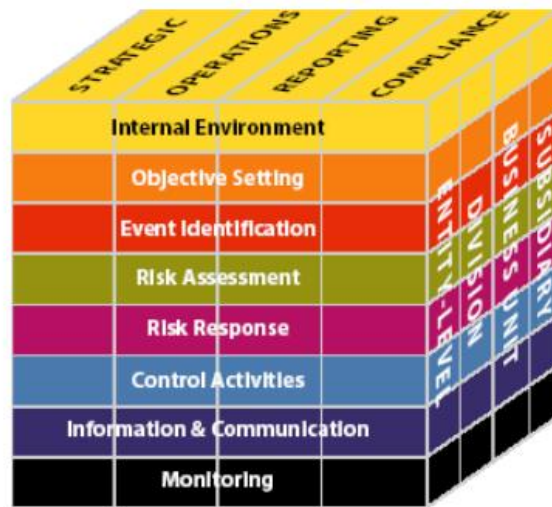 STRATEGIC
OPERATIONS
REPORTING
COMPLIANCE
Internal Environment
Objective Setting
Event Identification
Risk Assessment
Risk Response
Control Activities
Information & Communication
Monitoring
ENTITY-LEVEL
DIVISION
BUSINESS UNIT
SUBSIDIARY